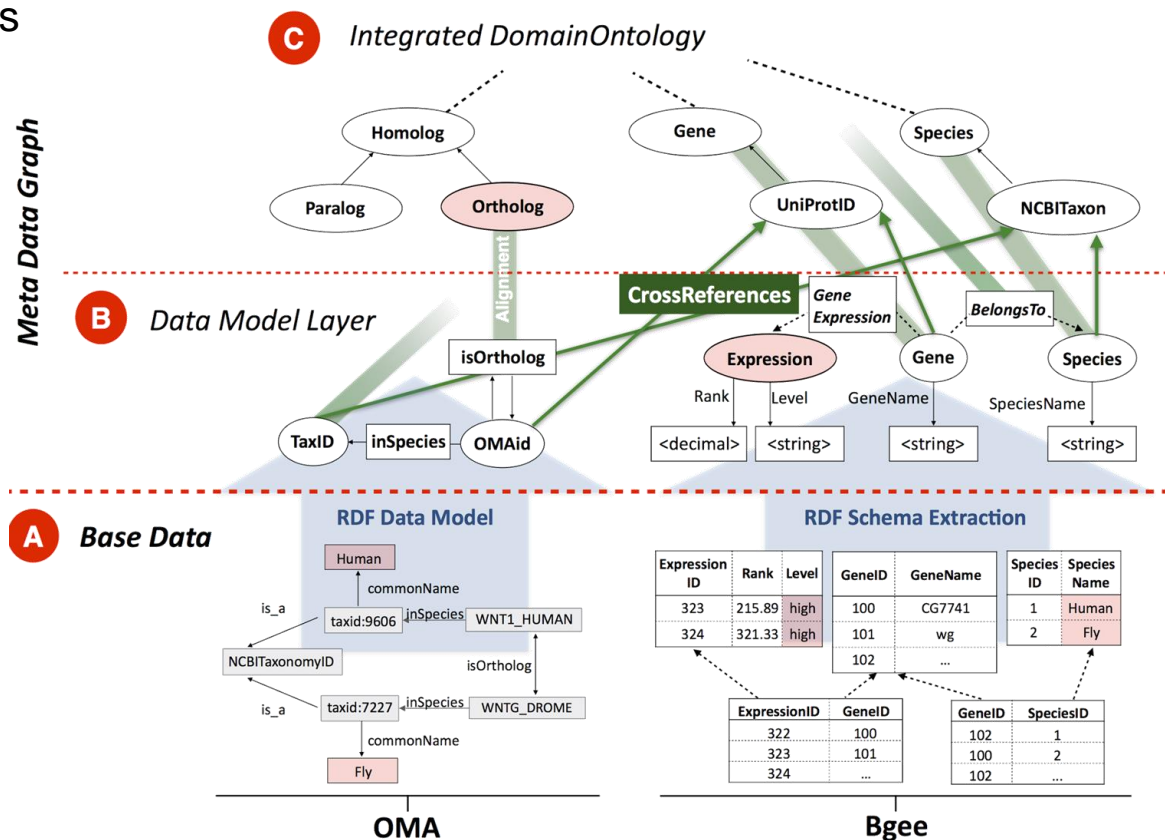 s
C Integrated DomainOntology
Meta Data Graph
Homolog
Gene
Species
Paralog
Ortholog
UniProtID
NCBITaxon
Alignment
CrossReferences
B Data Model Layer
Gene
Expression
BelongsTo
isOrtholog
Expression
Gene
Species
Rank
Level
GeneName
SpeciesName
TaxID
inSpecies
OMAid
<decimal>
<string>
<string>
<string>
A Base Data
RDF Data Model
Human
commonName
is_a
taxid:9606
inSpecies
WNT1_HUMAN
NCBITaxonomyID
isOrtholog
is_a
taxid:7227
inSpecies
WNTG_DROME
commonName
Fly
OMA
RDF Schema Extraction
Expression ID Rank Level
323 215.89 high
324 321.33 high
GeneID GeneName
100 CG7741
101 wg
102 ...
Species ID Species Name
1 Human
2 Fly
ExpressionID GeneID
322 100
323 101
324 ...
GeneID SpeciesID
102 1
100 2
102 ...
Bgee